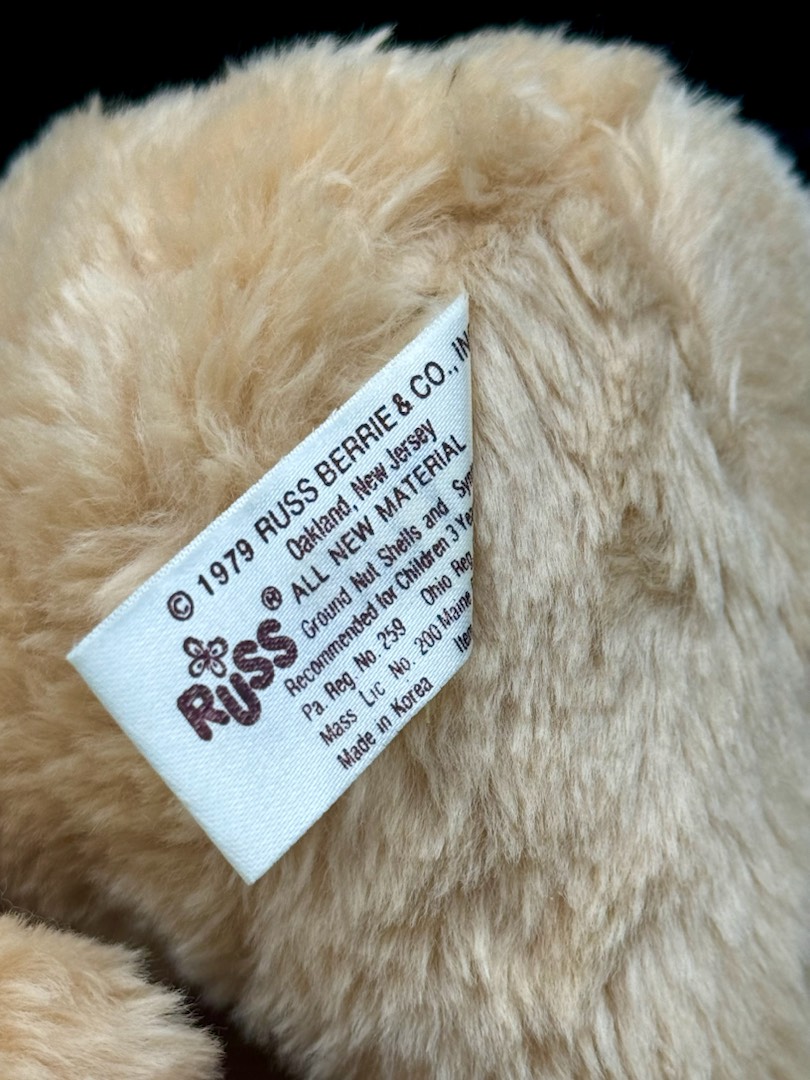 © 1979 RUSS BERRIE & CO., IN
Oakland, New Jersey
RUSS®
ALL NEW MATERIAL
Ground Nut Shells and
Recommended for Children 3
Pa. Reg. No. 259 Ohio Reg
Mass Lic No. 200 Maine
Made in Korea